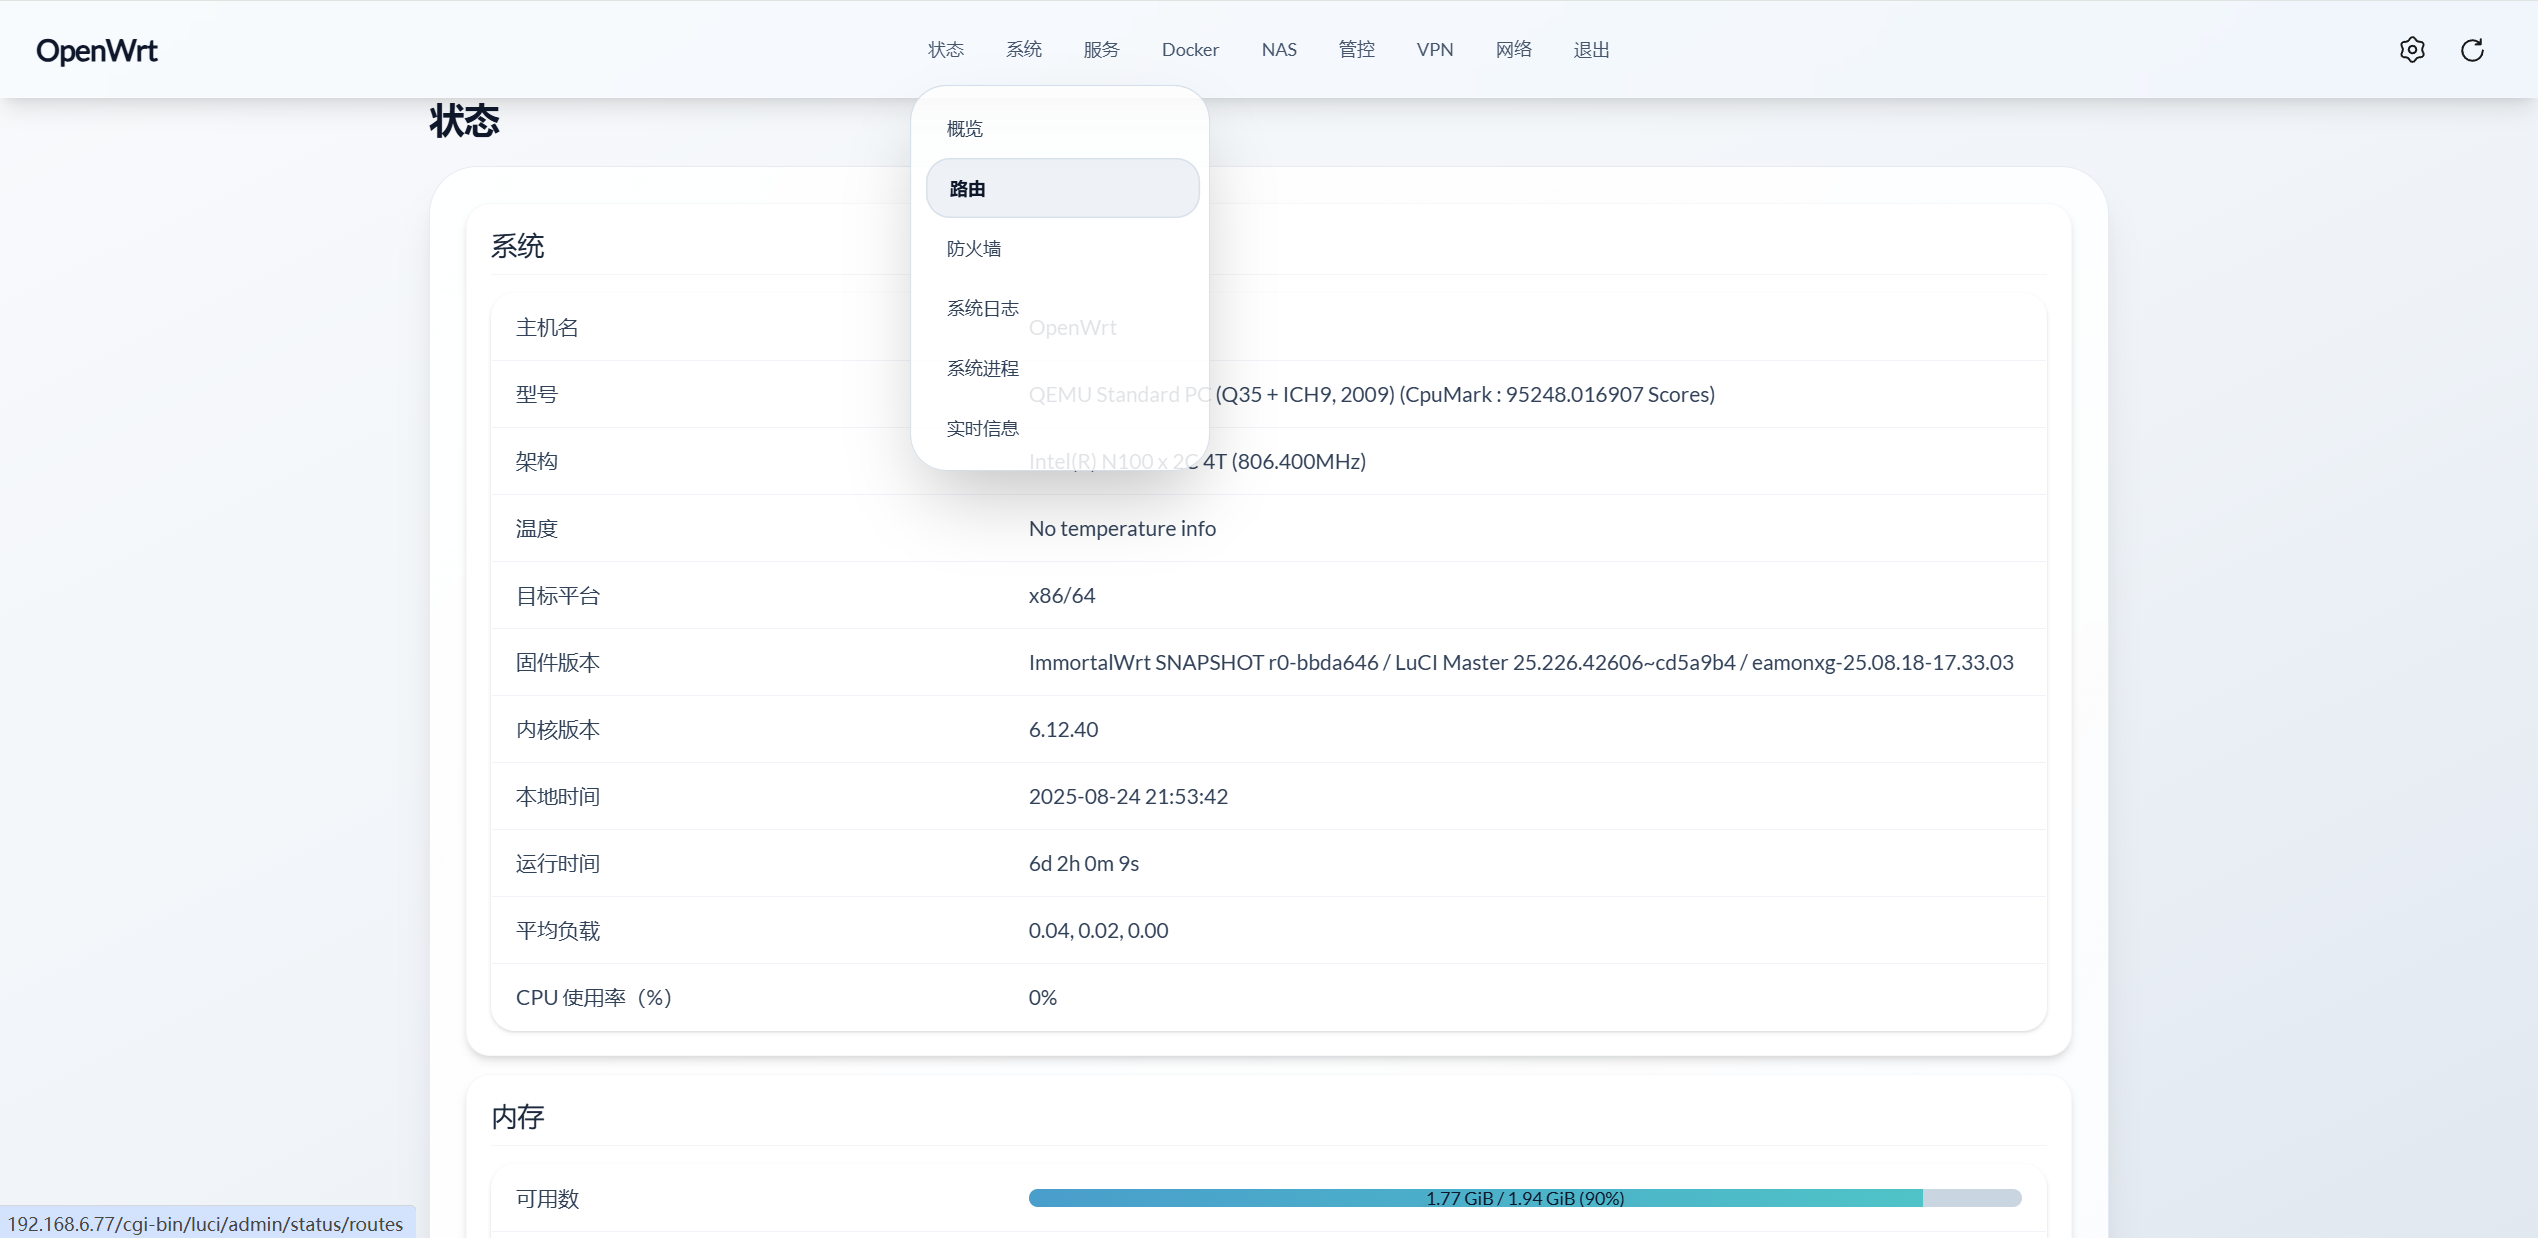 OpenWrt
状态 系统 服务 Docker NAS 管控 VPN 网络 退出
状态
概览
路由
防火墙
系统日志
系统进程
实时信息
系统
主机名 OpenWrt
型号 QEMU Standard PC (Q35 + ICH9, 2009) (CpuMark : 95248.016907 Scores)
架构 Intel(R) N100 x 2C 4T (806.400MHz)
温度 No temperature info
目标平台 x86/64
固件版本 ImmortalWrt SNAPSHOT r0-bbda646 / LuCI Master 25.226.42606~cd5a9b4 / eamonxg-25.08.18-17.33.03
内核版本 6.12.40
本地时间 2025-08-24 21:53:42
运行时间 6d 2h 0m 9s
平均负载 0.04, 0.02, 0.00
CPU 使用率（%） 0%
内存
可用数 1.77 GiB / 1.94 GiB (90%)
192.168.6.77/cgi-bin/luci/admin/status/routes